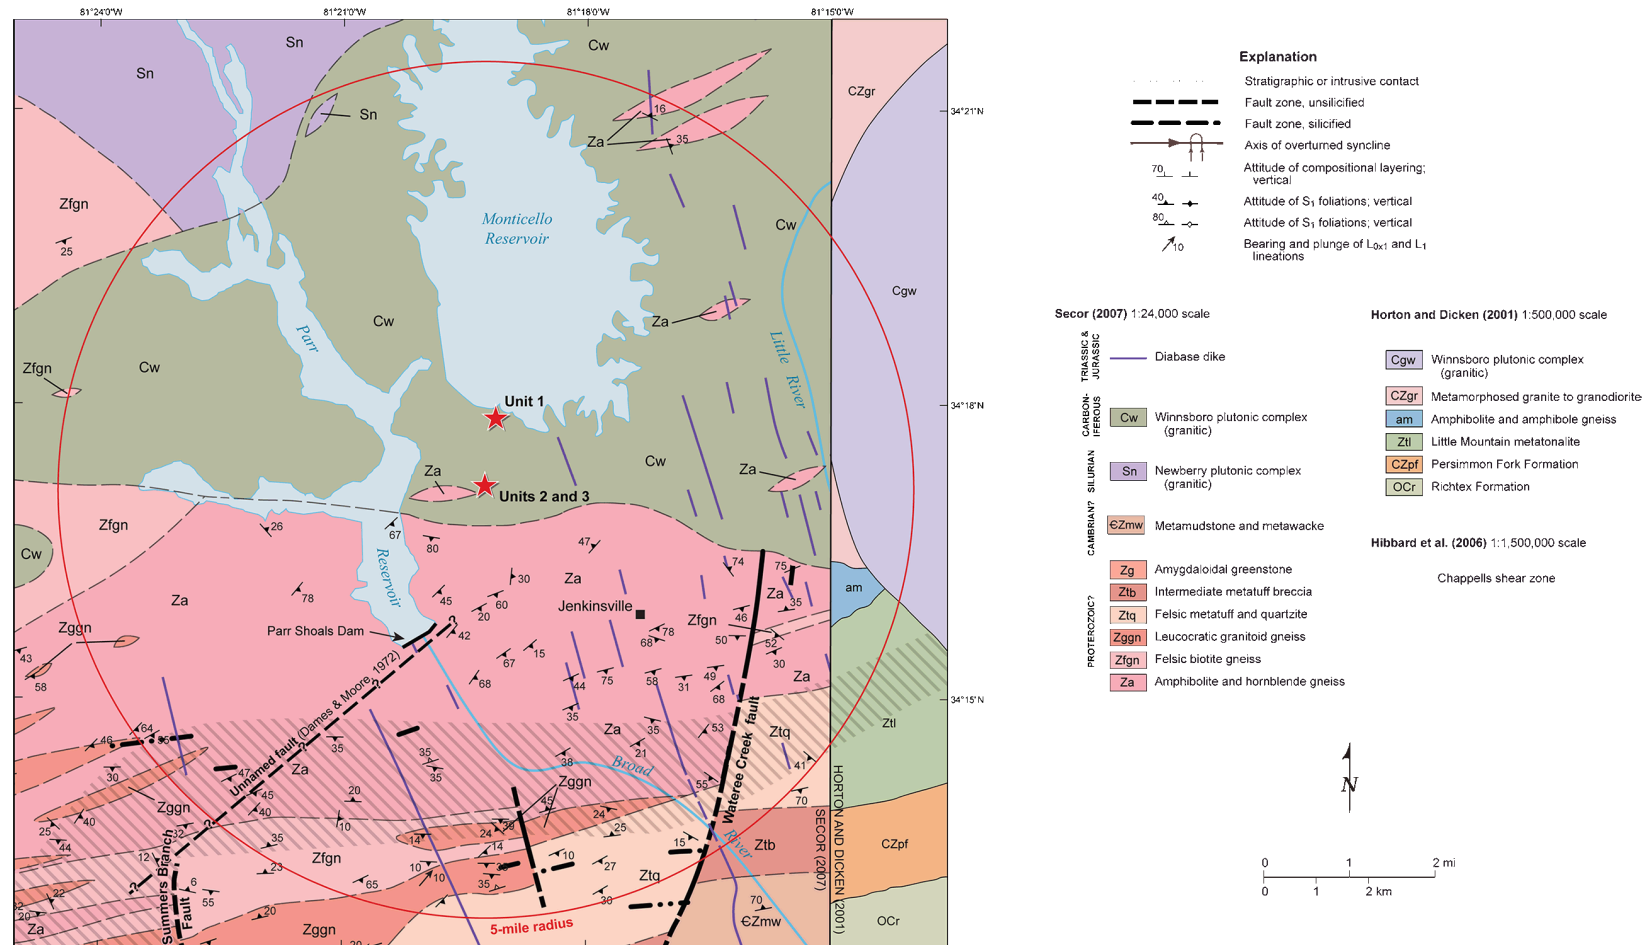 81°24'0"W
81°21'0"W
81°18'0"W
81°15'0"W
Sn
Sn
Cw
CZgr
34°21'N
Sn
16
Za
35
Zfgn
25
Monticello
Reservoir
Cw
Cgw
Parr
Cw
Za
Little River
Zfgn
Cw
Unit 1
34°18'N
Za
Cw
Za
Units 2 and 3
Zfgn
26
67
80
47
Cw
Reservoir
74
75
Za
30
Za
am
Za
78
45
60
20
Jenkinsville
Zfgn
46
35
Zggn
Parr Shoals Dam
?
42
78
68
50
52
43
67
15
30
58
68
44
75
58
31
49
68
Za
34°15'N
35
Unnamed fault (Dames & Moore, 1972)
?
?
?
?
Za
35
53
Ztq
Ztl
46
64
35
35
35
21
38
41
30
47
Za
35
Broad
River
Wateree Creek fault
55
Zggn
45
40
20
10
Zggn
45
70
25
40
44
32
35
14
24
39
14
24
25
15
Ztb
CZpf
12
Zfgn
23
10
10
27
22
6
55
65
10
35
30
Ztq
32
20
20
30
70
ЄZmw
OCr
Za
Zggn
Summers Branch
Fault
5-mile radius
HORTON AND DICKEN (2001)
SECOR (2007)
Explanation
Stratigraphic or intrusive contact
Fault zone, unsilicified
Fault zone, silicified
Axis of overturned syncline
70
Attitude of compositional layering;
vertical
40
Attitude of S1 foliations; vertical
80
Attitude of S1 foliations; vertical
10
Bearing and plunge of L0x1 and L1
lineations
Secor (2007) 1:24,000 scale
TRIASSIC &
JURASSIC
Diabase dike
CARBON-
IFEROUS
Cw
Winnsboro plutonic complex
(granitic)
SILURIAN
Sn
Newberry plutonic complex
(granitic)
CAMBRIAN?
ЄZmw
Metamudstone and metawacke
PROTEROZOIC?
Zg
Amygdaloidal greenstone
Ztb
Intermediate metatuff breccia
Ztq
Felsic metatuff and quartzite
Zggn
Leucocratic granitoid gneiss
Zfgn
Felsic biotite gneiss
Za
Amphibolite and hornblende gneiss
Horton and Dicken (2001) 1:500,000 scale
Cgw
Winnsboro plutonic complex
(granitic)
CZgr
Metamorphosed granite to granodiorite
am
Amphibolite and amphibole gneiss
Ztl
Little Mountain metatonalite
CZpf
Persimmon Fork Formation
OCr
Richtex Formation
Hibbard et al. (2006) 1:1,500,000 scale
Chappells shear zone
N
0 1 2 mi
0 1 2 km